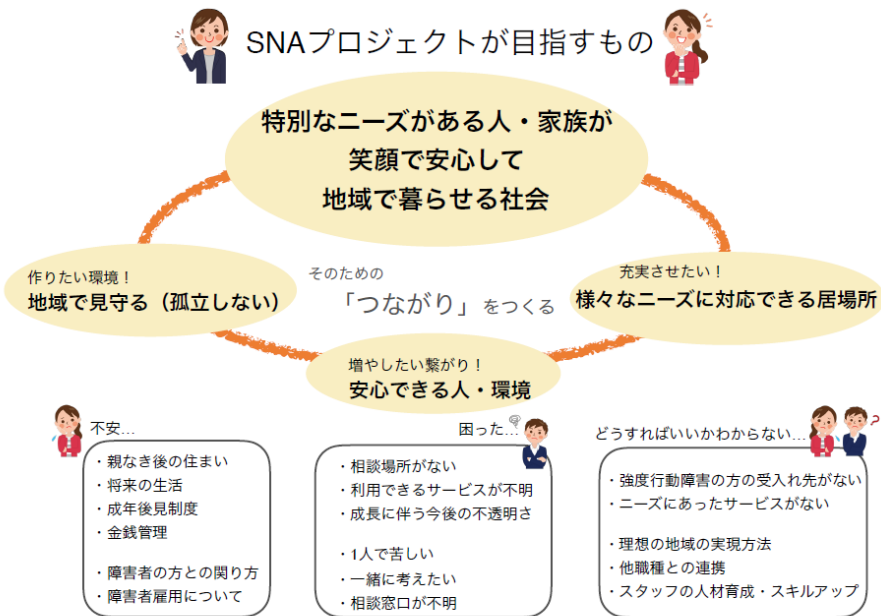 SNAプロジェクトが目指すもの
特別なニーズがある人・家族が
笑顔で安心して
地域で暮らせる社会
作りたい環境！
地域で見守る（孤立しない）
そのための
「つながり」をつくる
充実させたい！
様々なニーズに対応できる居場所
増やしたい繋がり！
安心できる人・環境
不安…
・親なき後の住まい
・将来の生活
・成年後見制度
・金銭管理
・障害者の方との関り方
・障害者雇用について
困った…
・相談場所がない
・利用できるサービスが不明
・成長に伴う今後の不透明さ
・1人で苦しい
・一緒に考えたい
・相談窓口が不明
どうすればいいかわからない…
・強度行動障害の方の受入れ先がない
・ニーズにあったサービスがない
・理想の地域の実現方法
・他職種との連携
・スタッフの人材育成・スキルアップ